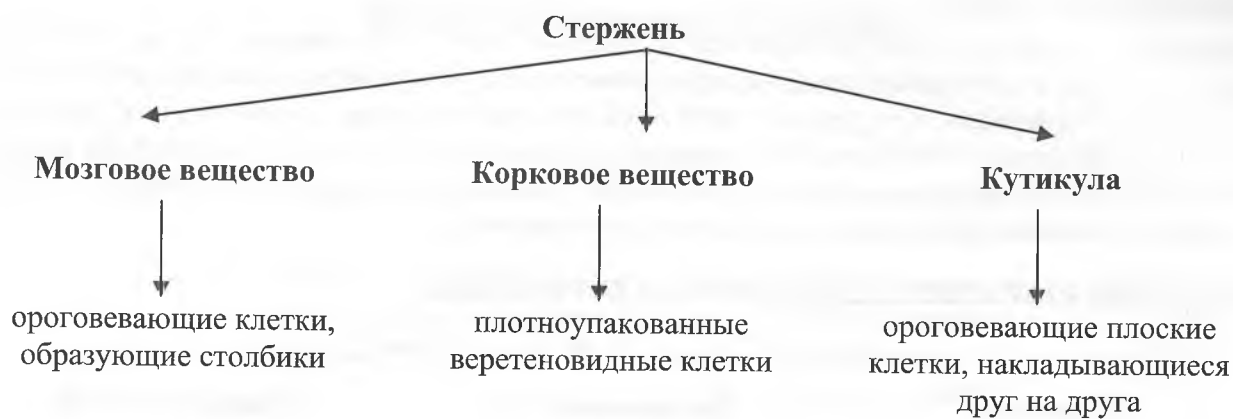 Стержень
Мозговое вещество
Корковое вещество
Кутикула
ороговевающие клетки,
образующие столбики
плотноупакованные
веретеновидные клетки
ороговевающие плоские
клетки, накладывающиеся
друг на друга